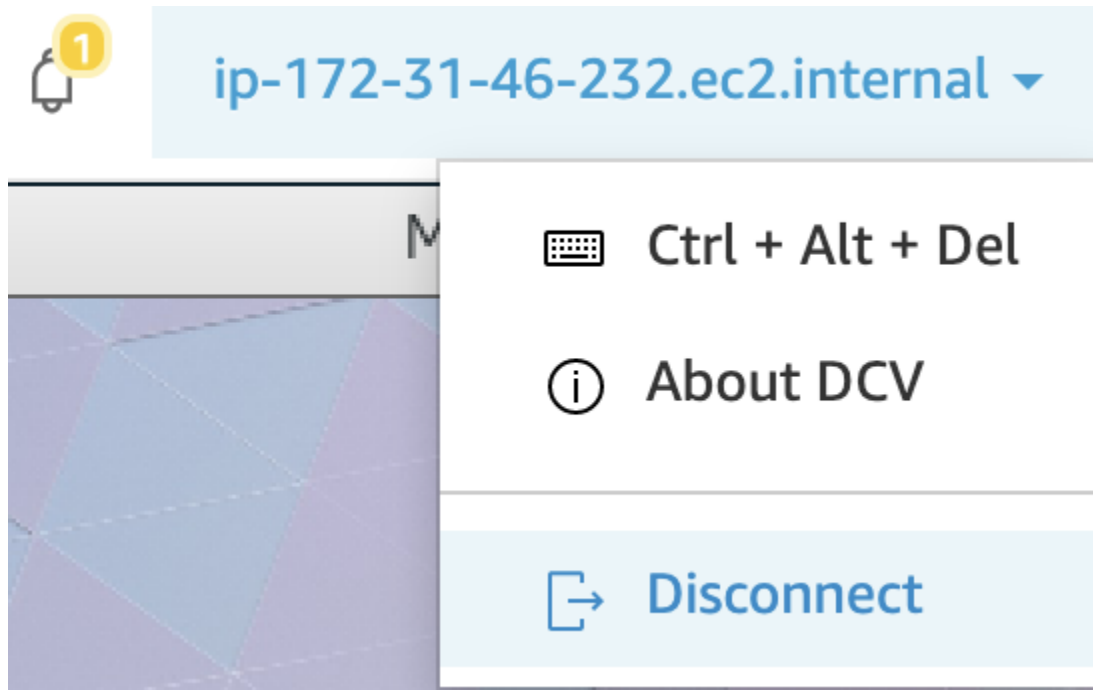 1
ip-172-31-46-232.ec2.internal
M
Ctrl + Alt + Del
About DCV
Disconnect